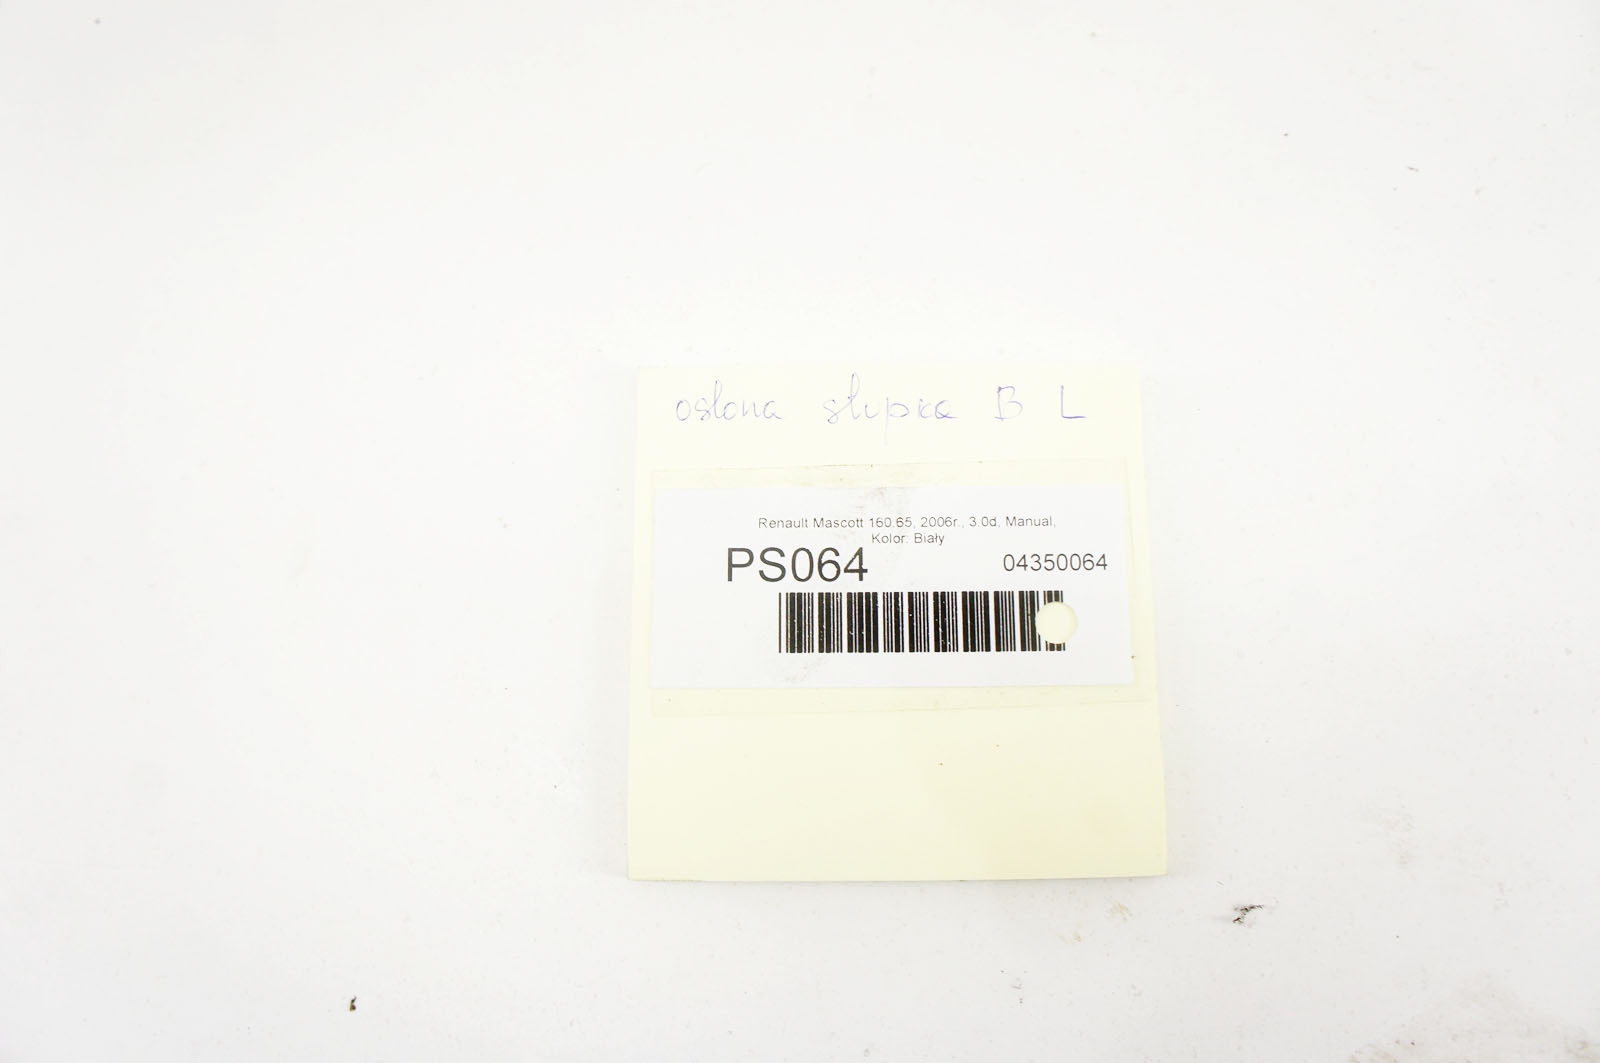 osłona słupka B L
Renault Mascott 160.65, 2006r., 3.0d, Manual,
Kolor: Biały
PS064 04350064